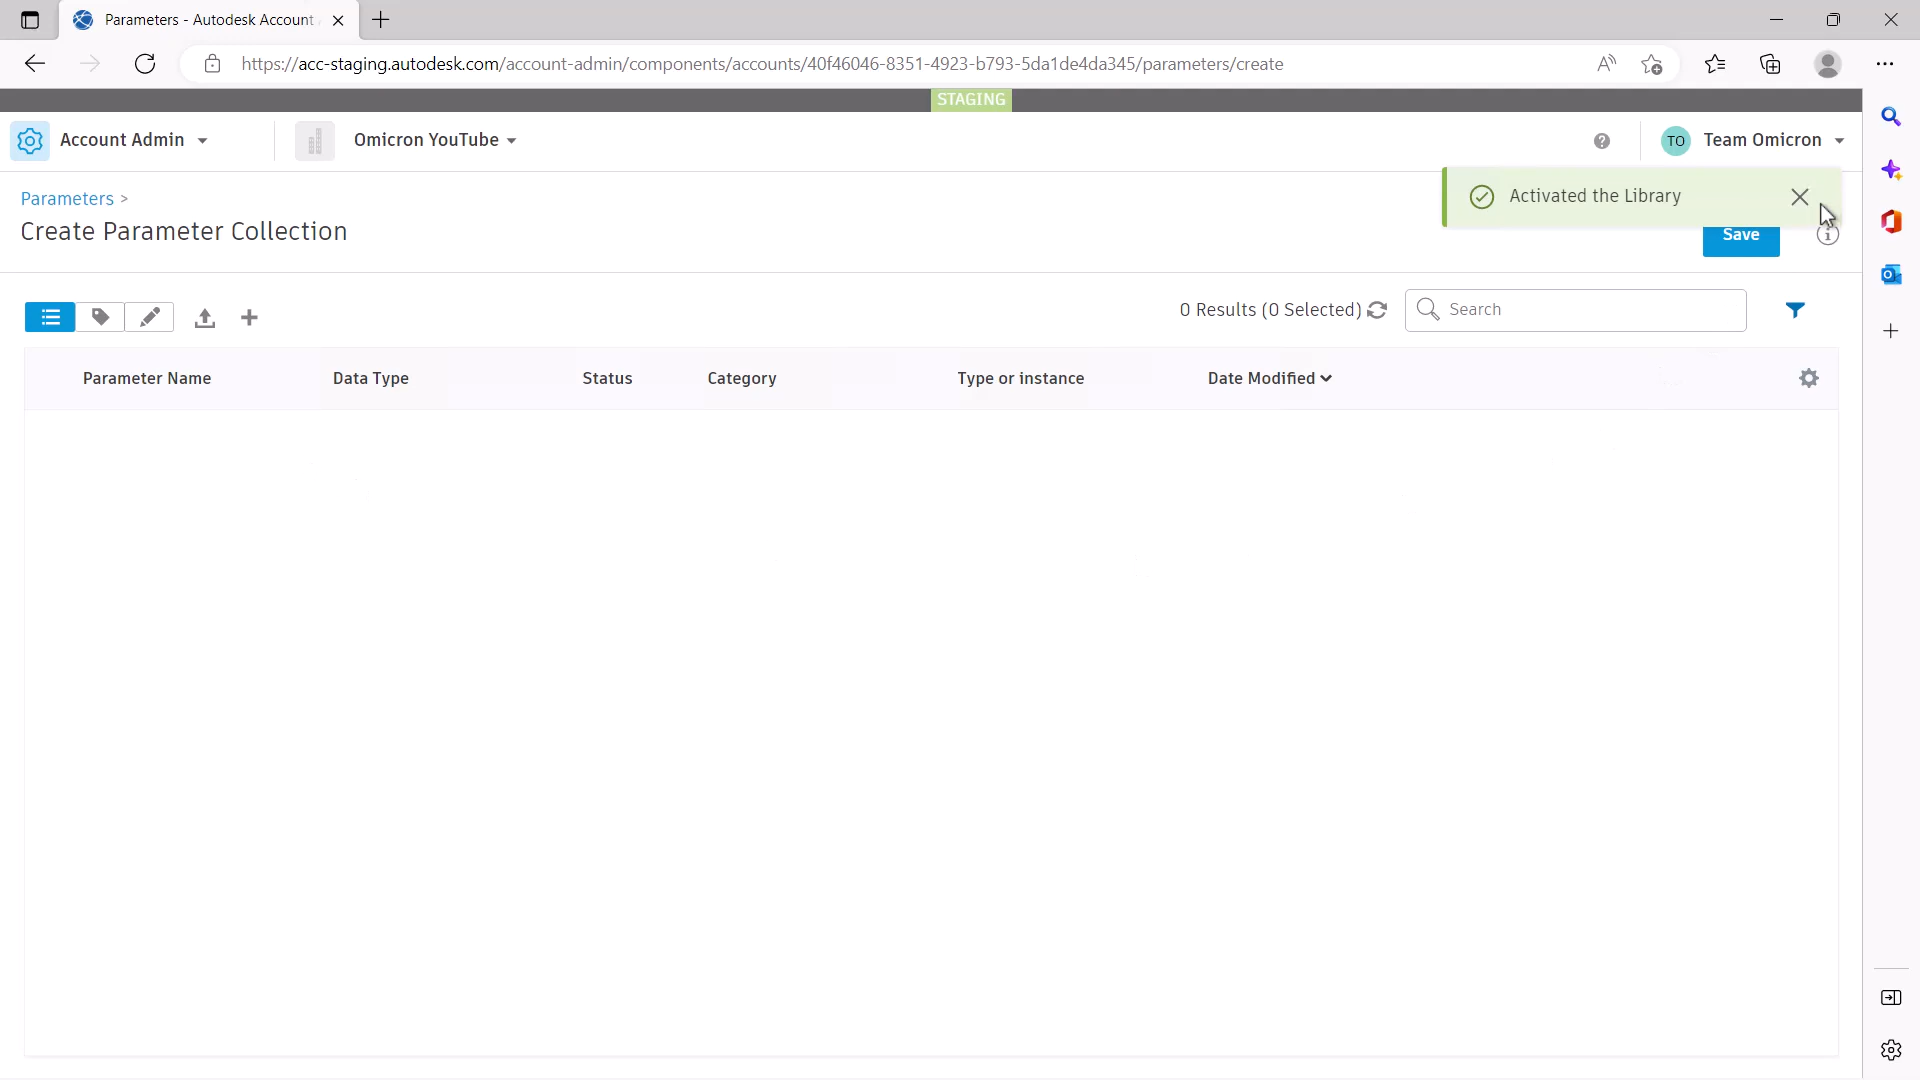 Parameters - Autodesk Account
https://acc-staging.autodesk.com/account-admin/components/accounts/40f46046-8351-4923-b793-5da1de4da345/parameters/create
STAGING
Account Admin
Omicron YouTube
TO
Team Omicron
Parameters >
Activated the Library
Create Parameter Collection
Save
0 Results (0 Selected)
Search
Parameter Name
Data Type
Status
Category
Type or instance
Date Modified